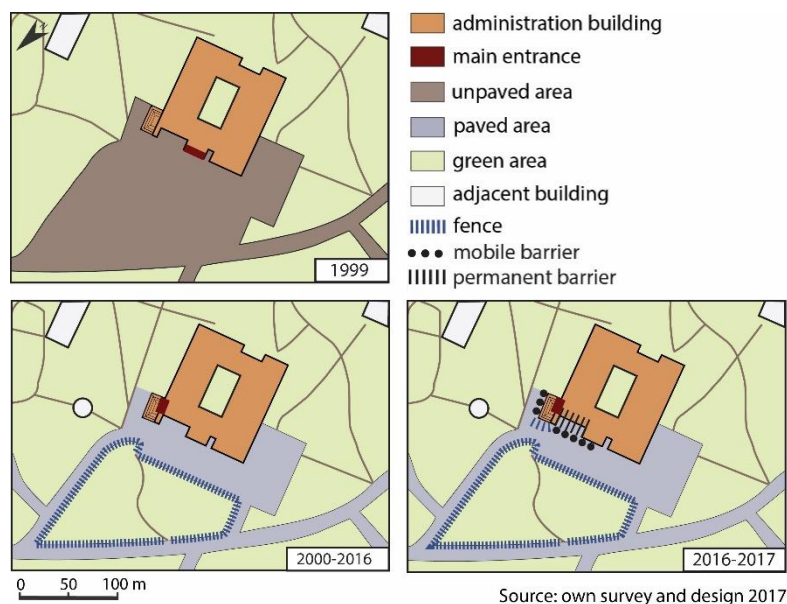 N
administration building
main entrance
unpaved area
paved area
green area
adjacent building
fence
mobile barrier
permanent barrier
1999
2000-2016
2016-2017
0 50 100 m
Source: own survey and design 2017